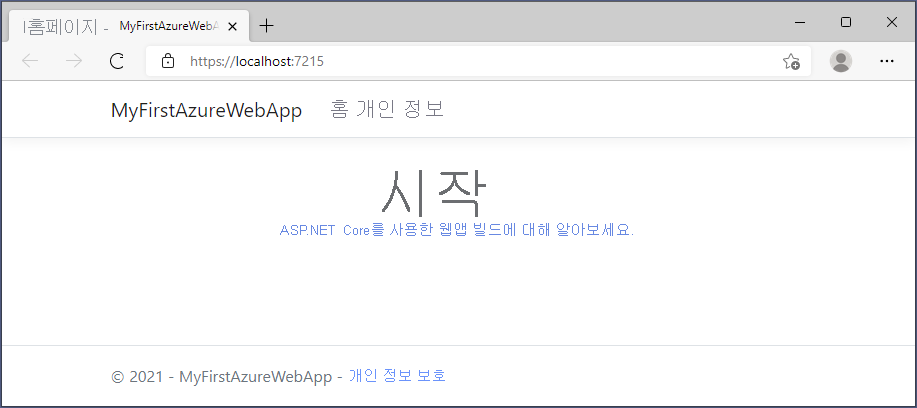 홈페이지 - MyFirstAzureWebA
https://localhost:7215
MyFirstAzureWebApp 홈 개인 정보
시작
ASP.NET Core를 사용한 웹앱 빌드에 대해 알아보세요.
© 2021 - MyFirstAzureWebApp - 개인 정보 보호